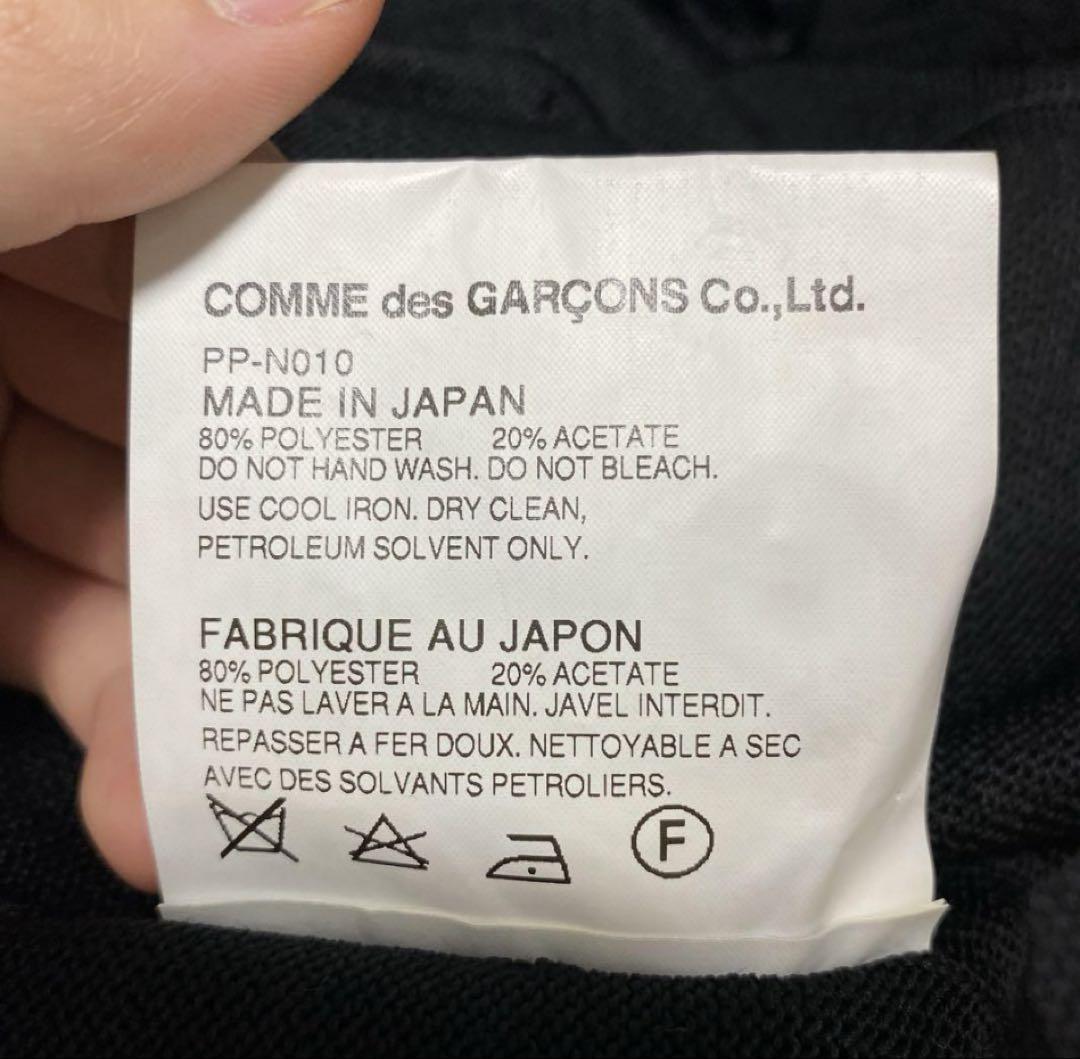 COMME des GARÇONS Co.,Ltd.
PP-N010
MADE IN JAPAN
80% POLYESTER 20% ACETATE
DO NOT HAND WASH. DO NOT BLEACH.
USE COOL IRON. DRY CLEAN,
PETROLEUM SOLVENT ONLY.
FABRIQUE AU JAPON
80% POLYESTER 20% ACETATE
NE PAS LAVER A LA MAIN. JAVEL INTERDIT.
REPASSER A FER DOUX. NETTOYABLE A SEC
AVEC DES SOLVANTS PETROLIERS.
F